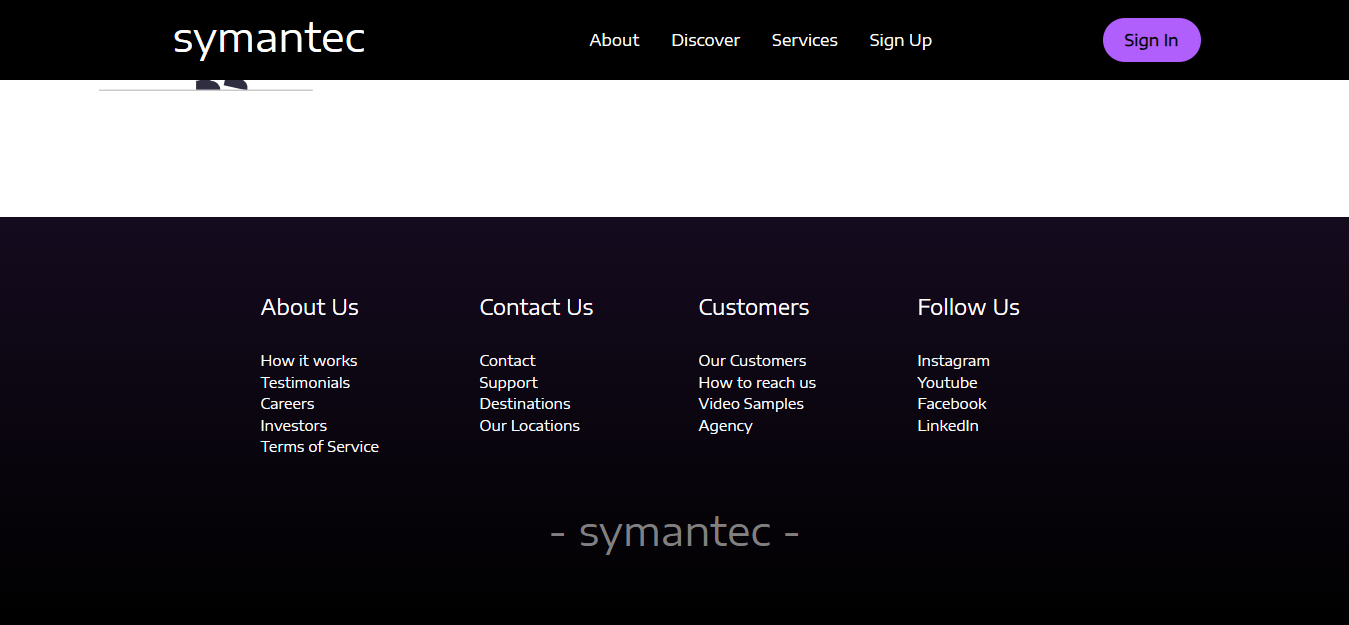 symantec
About
Discover
Services
Sign Up
Sign In
About Us
How it works
Testimonials
Careers
Investors
Terms of Service
Contact Us
Contact
Support
Destinations
Our Locations
Customers
Our Customers
How to reach us
Video Samples
Agency
Follow Us
Instagram
Youtube
Facebook
LinkedIn
- symantec -